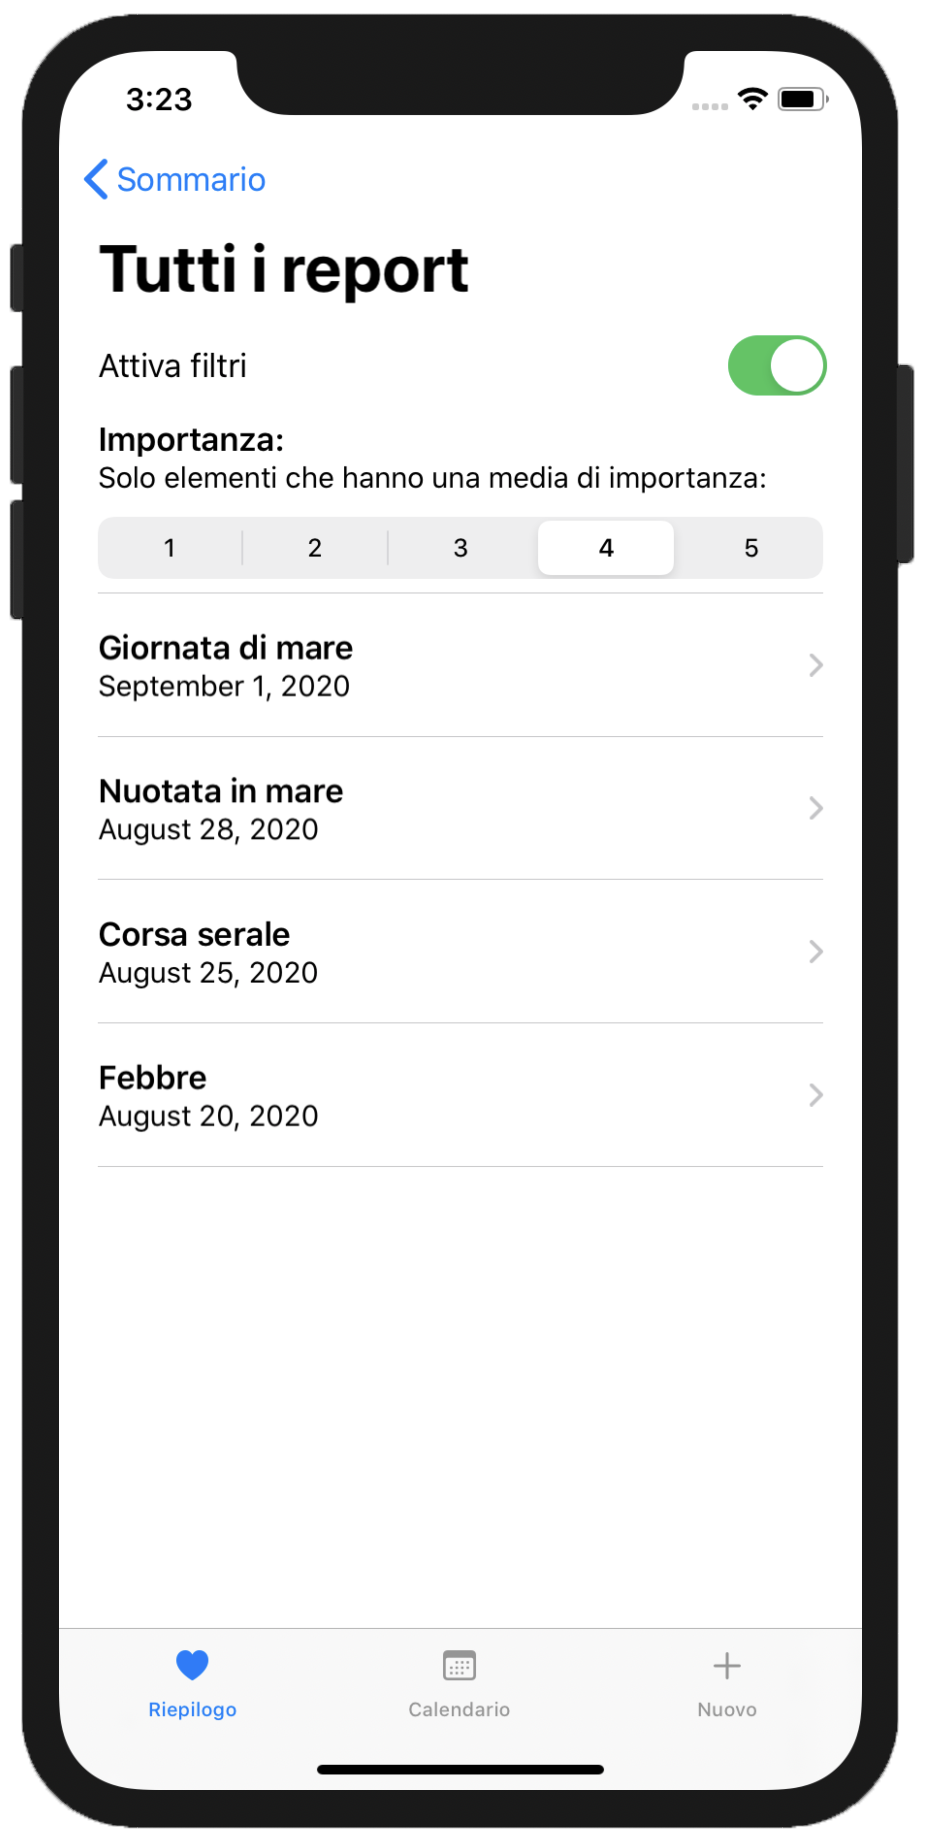 3:23
Sommario
Tutti i report
Attiva filtri
Importanza:
Solo elementi che hanno una media di importanza:
1 2 3 4 5
Giornata di mare
September 1, 2020
Nuotata in mare
August 28, 2020
Corsa serale
August 25, 2020
Febbre
August 20, 2020
Riepilogo Calendario Nuovo